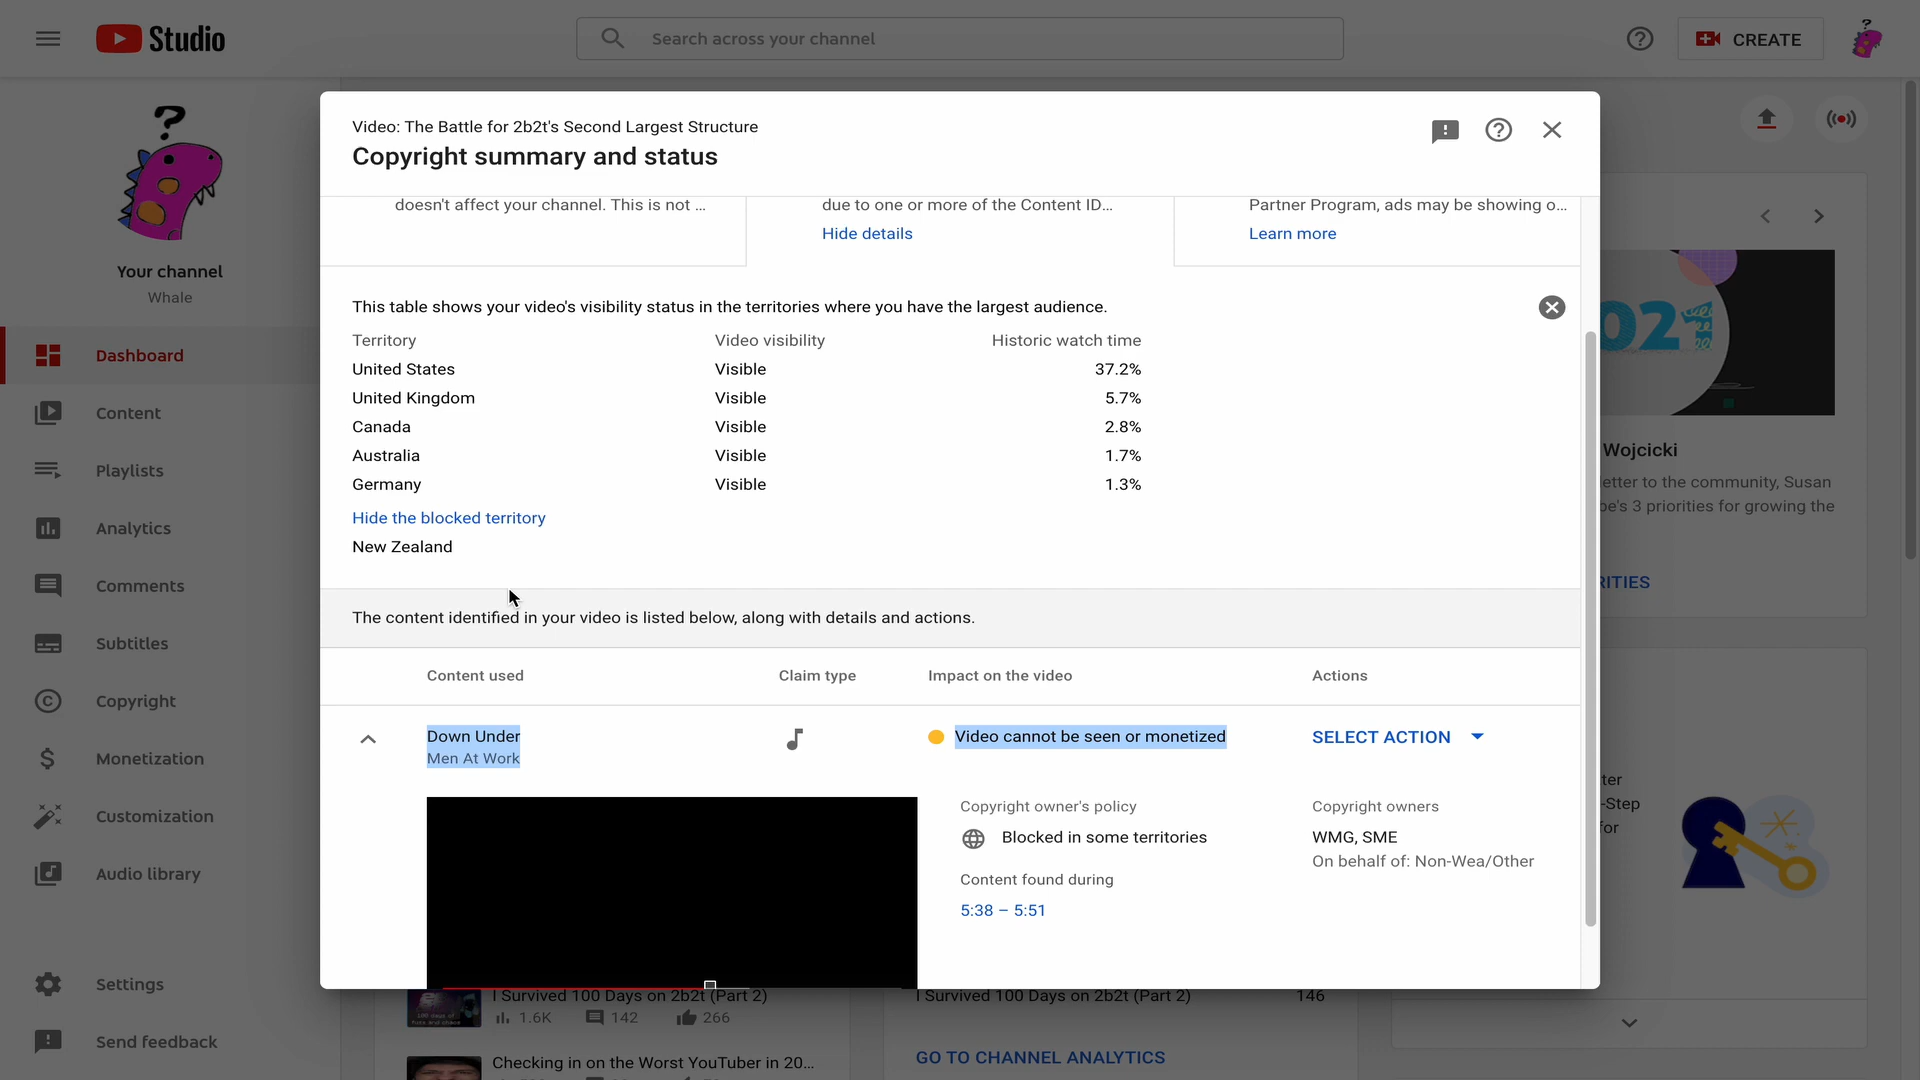 Studio
Search across your channel
CREATE
Your channel
Whale
Dashboard
Content
Playlists
Analytics
Comments
Subtitles
Copyright
Monetization
Customization
Audio library
Settings
Send feedback
Video: The Battle for 2b2t's Second Largest Structure
Copyright summary and status
doesn't affect your channel. This is not ...
due to one or more of the Content ID...
Hide details
Partner Program, ads may be showing o...
Learn more
This table shows your video's visibility status in the territories where you have the largest audience.
Territory Video visibility Historic watch time
United States Visible 37.2%
United Kingdom Visible 5.7%
Canada Visible 2.8%
Australia Visible 1.7%
Germany Visible 1.3%
Hide the blocked territory
New Zealand
The content identified in your video is listed below, along with details and actions.
Content used Claim type Impact on the video Actions
Down Under Video cannot be seen or monetized SELECT ACTION
Men At Work
Copyright owner's policy
Blocked in some territories
Content found during
5:38 – 5:51
Copyright owners
WMG, SME
On behalf of: Non-Wea/Other
021
Wojcicki
etter to the community, Susan
be's 3 priorities for growing the
RITIES
ter
-Step
for
I Survived 100 Days on 2b2t (Part 2)
1.6K 142 266
Checking in on the Worst YouTuber in 20...
I Survived 100 Days on 2b2t (Part 2) 146
GO TO CHANNEL ANALYTICS